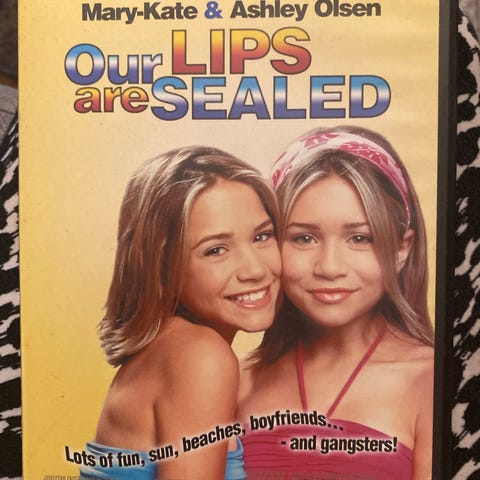 Mary-Kate & Ashley Olsen
Our LIPS
are SEALED
Lots of fun, sun, beaches, boyfriends...
- and gangsters!